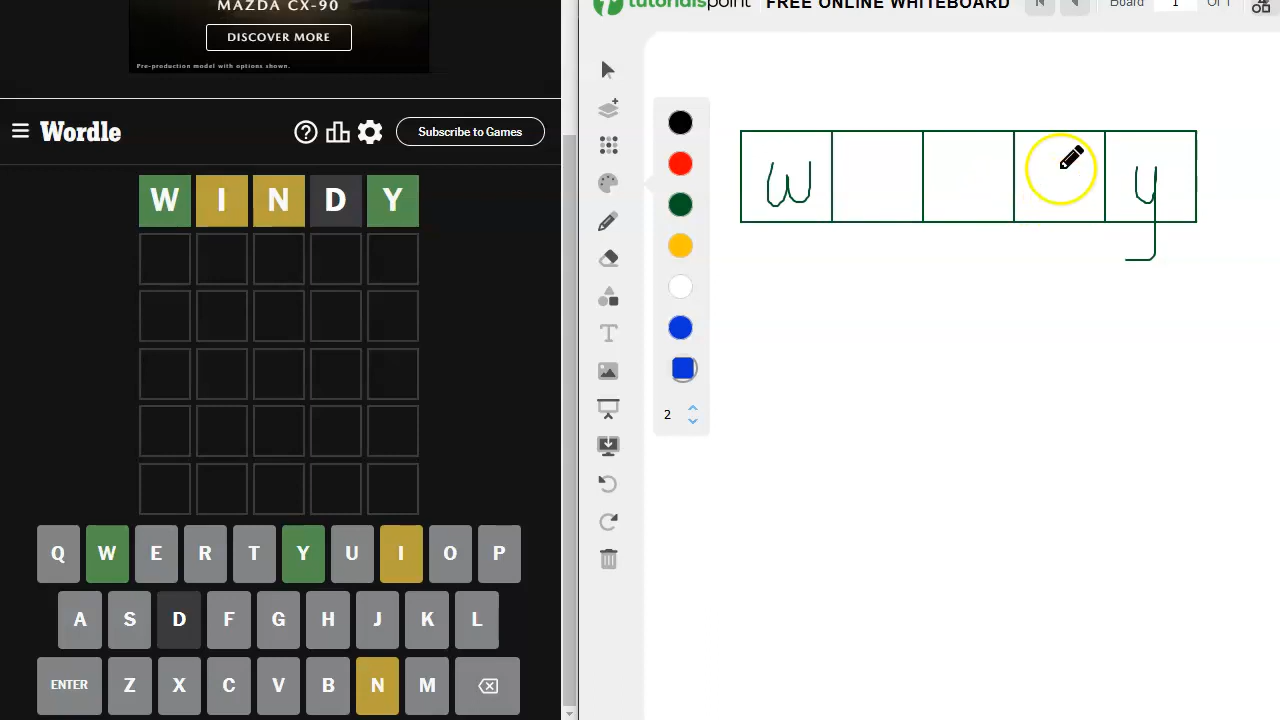 MAZDA CX-90
DISCOVER MORE
Pre-production model with options shown.
tutorialspoint FREE ONLINE WHITEBOARD Board 1 Of 1
Wordle
Subscribe to Games
W I N D Y
w y
Q W E R T Y U I O P
A S D F G H J K L
ENTER Z X C V B N M
T
2